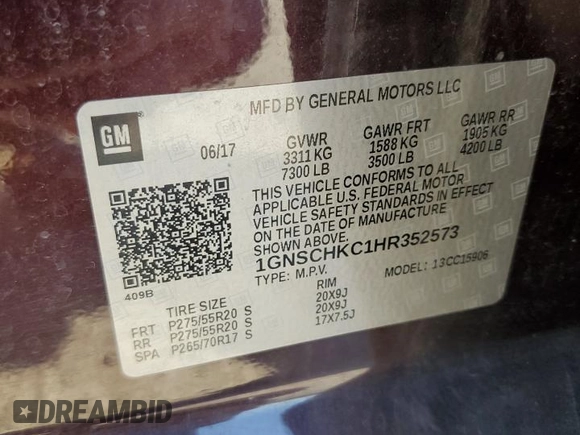 MFD BY GENERAL MOTORS LLC
GM
06/17 GVWR GAWR FRT GAWR RR
3311 KG 1588 KG 1905 KG
7300 LB 3500 LB 4200 LB
THIS VEHICLE CONFORMS TO ALL
APPLICABLE U.S. FEDERAL MOTOR
VEHICLE SAFETY STANDARDS IN EFFECT
ON THE DATE OF MANUFACTURE
SHOWN ABOVE.
1GNSCHKC1HR352573
TYPE: M.P.V. MODEL: 13CC15906
409B
TIRE SIZE RIM
FRT P275/55R20 S 20X9J
RR P275/55R20 S 20X9J
SPA P265/70R17 S 17X7.5J
DREAMBID